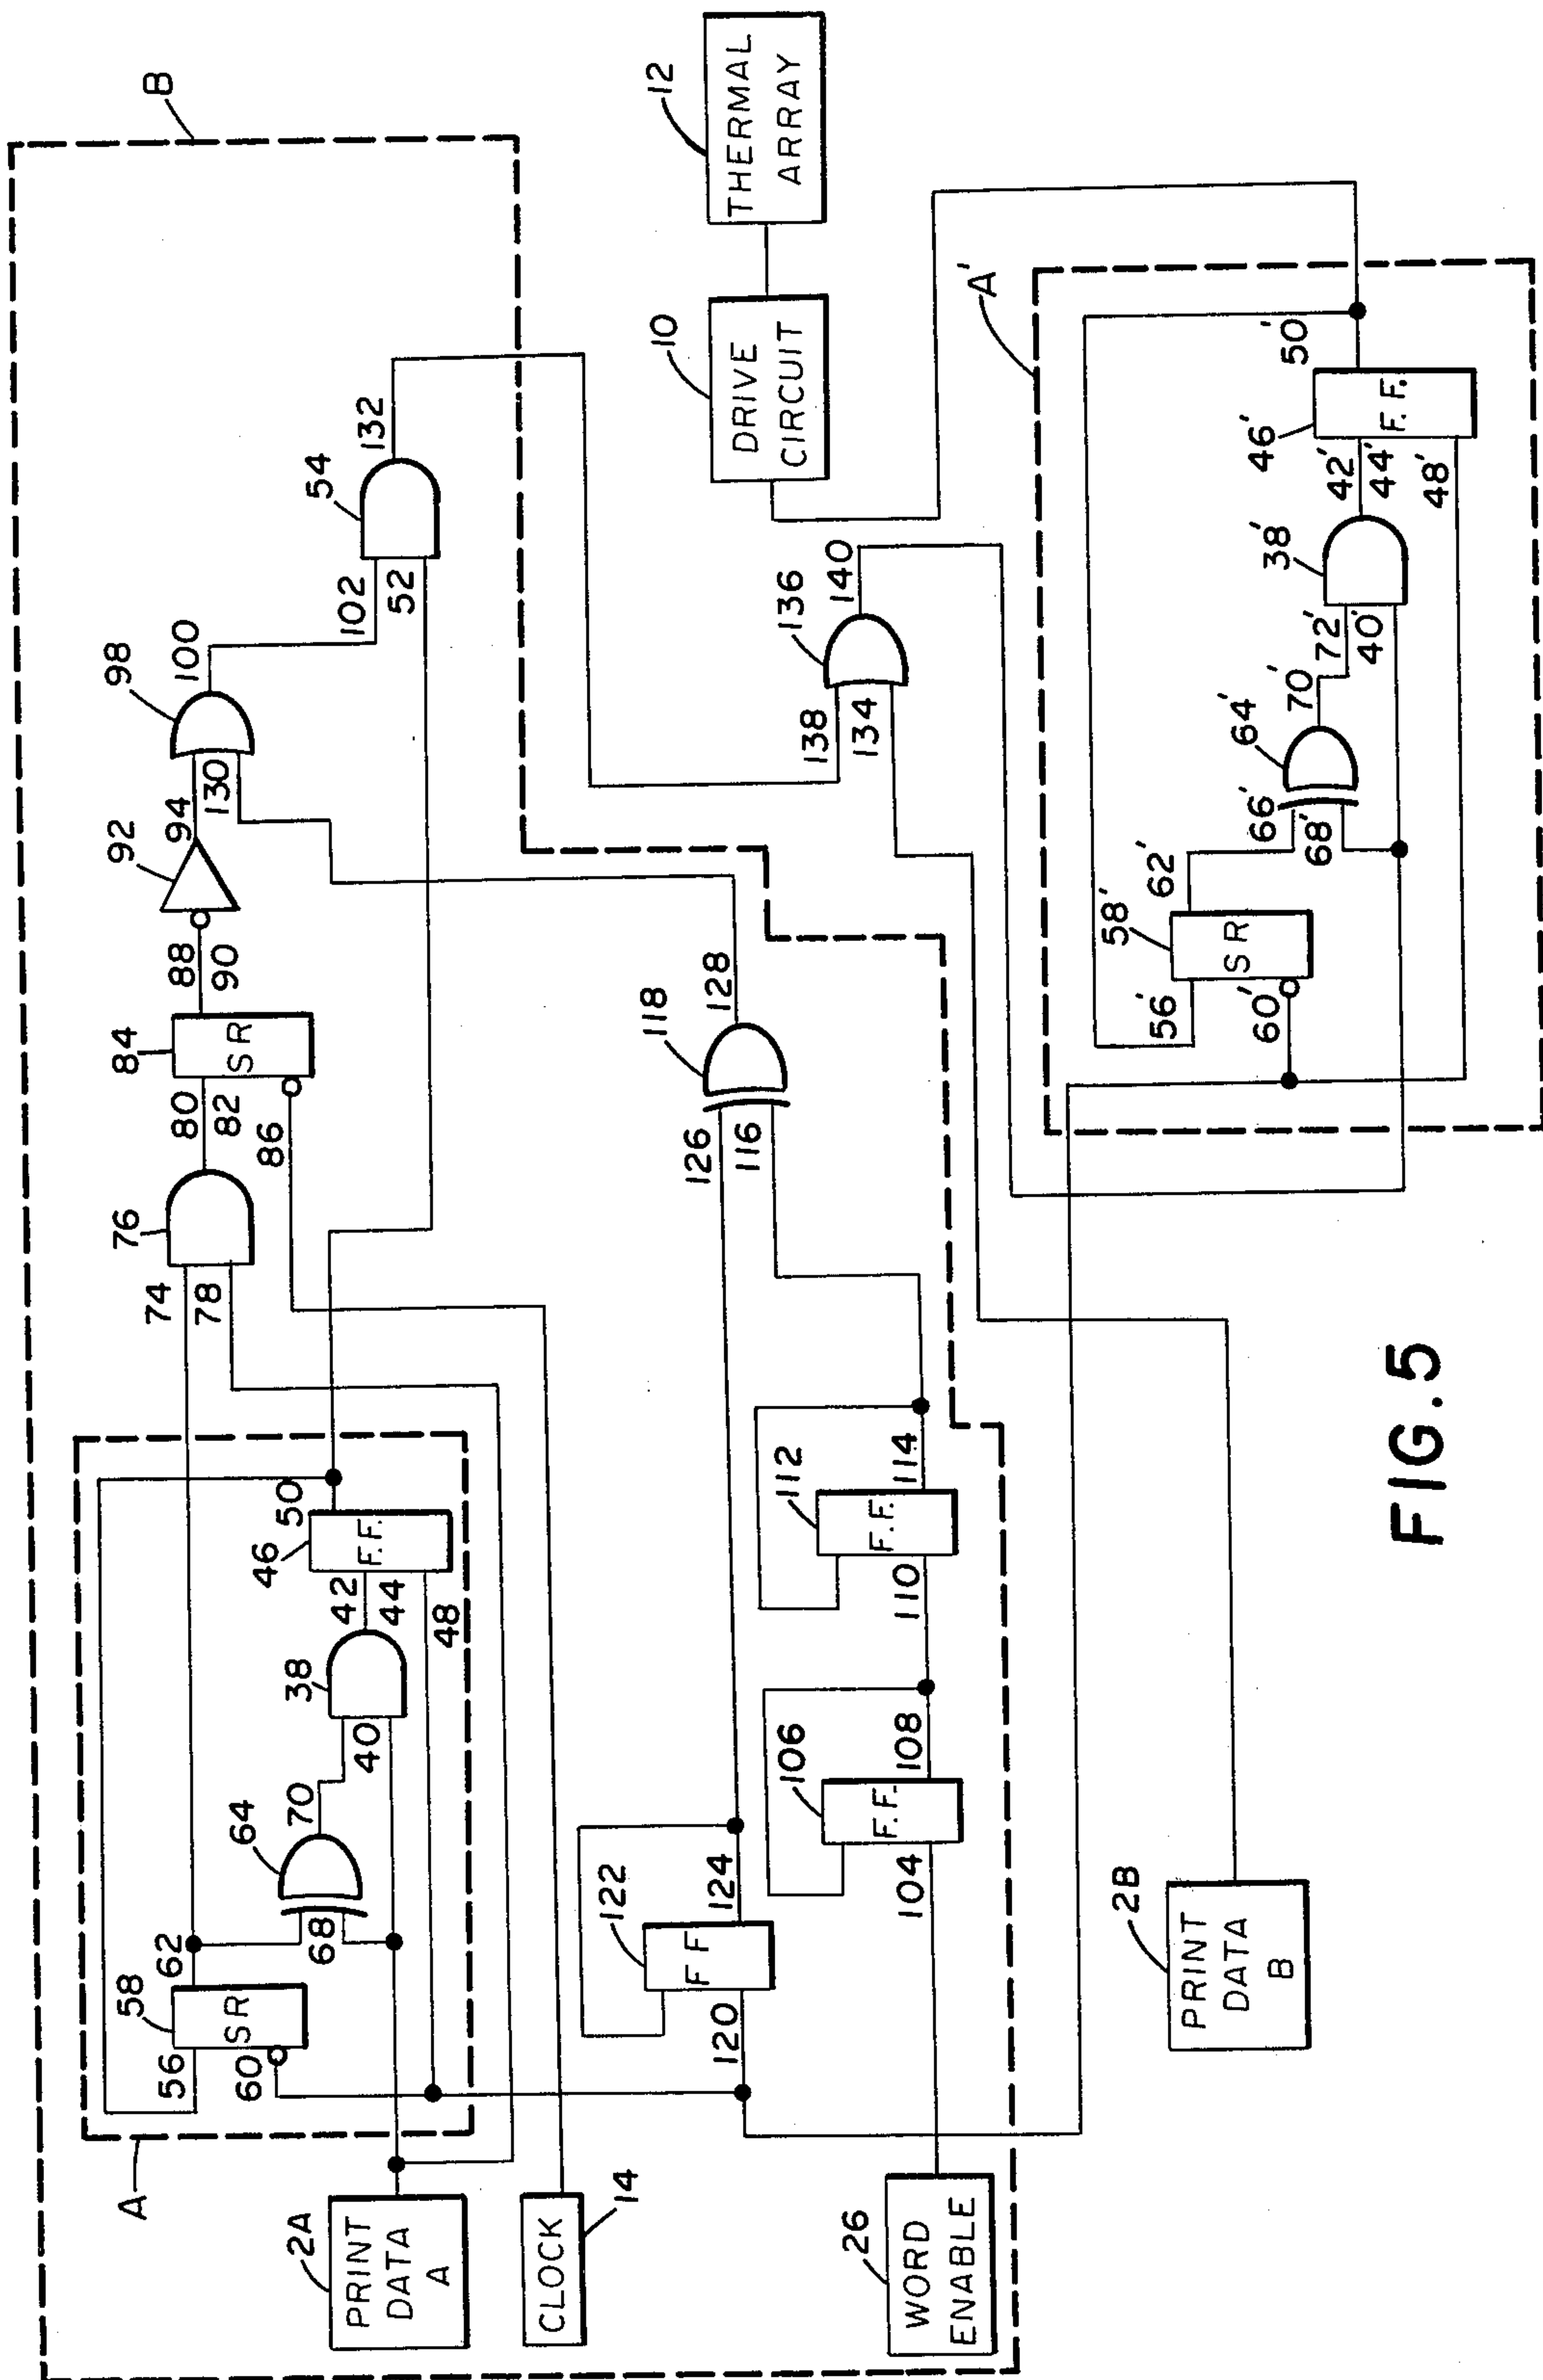 B
92
98
94
100
130
84
88
90
76
80
82
86
74
78
54
102
52
132
A
58
62
56
60
64
68
70
38
40
42
44
46
48
50
SR
F.F.
SR
2A
PRINT
DATA
A
CLOCK
14
122
FF
120
124
126
116
118
128
12
THERMAL
ARRAY
10
DRIVE
CIRCUIT
136
138
134
140
106
F.F.
104
108
112
F.F.
110
114
26
WORD
ENABLE
A'
58'
SR
56'
60'
62'
64'
66'
68'
70'
72'
38'
40'
42'
44'
46'
48'
50'
F.F.
2B
PRINT
DATA
B
FIG. 5